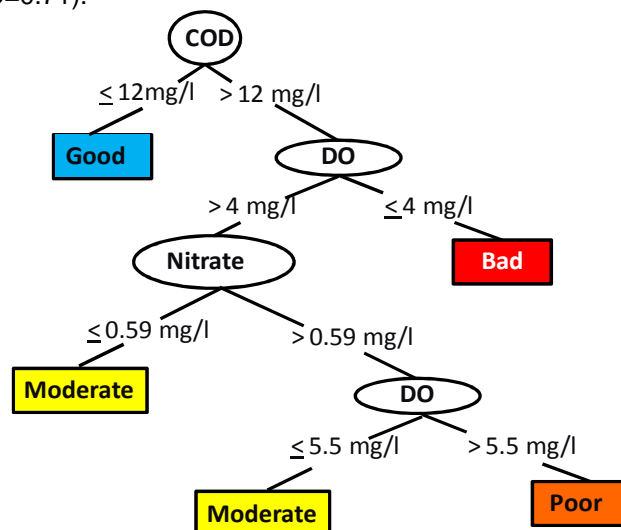 COD
≤ 12mg/l > 12 mg/l
Good
DO
> 4 mg/l ≤ 4 mg/l
Nitrate
Bad
≤ 0.59 mg/l > 0.59 mg/l
Moderate
DO
≤ 5.5 mg/l > 5.5 mg/l
Moderate
Poor